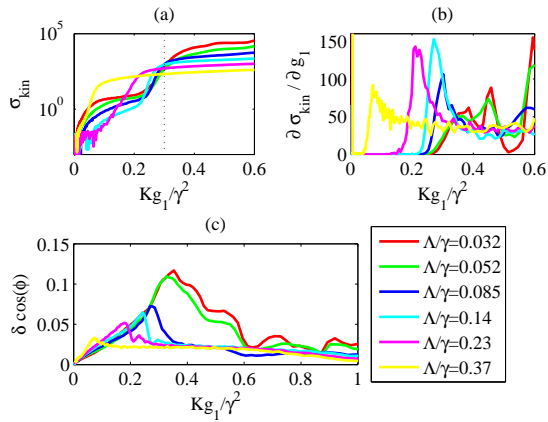 (a)
10^5
10^0
σ_kin
0 0.2 0.4 0.6
Kg_1/γ^2
(b)
150
100
50
0
∂ σ_kin / ∂ g_1
0 0.2 0.4 0.6
Kg_1/γ^2
(c)
0.15
0.1
0.05
0
δ cos(ϕ)
0 0.2 0.4 0.6 0.8 1
Kg_1/γ^2
Λ/γ=0.032
Λ/γ=0.052
Λ/γ=0.085
Λ/γ=0.14
Λ/γ=0.23
Λ/γ=0.37